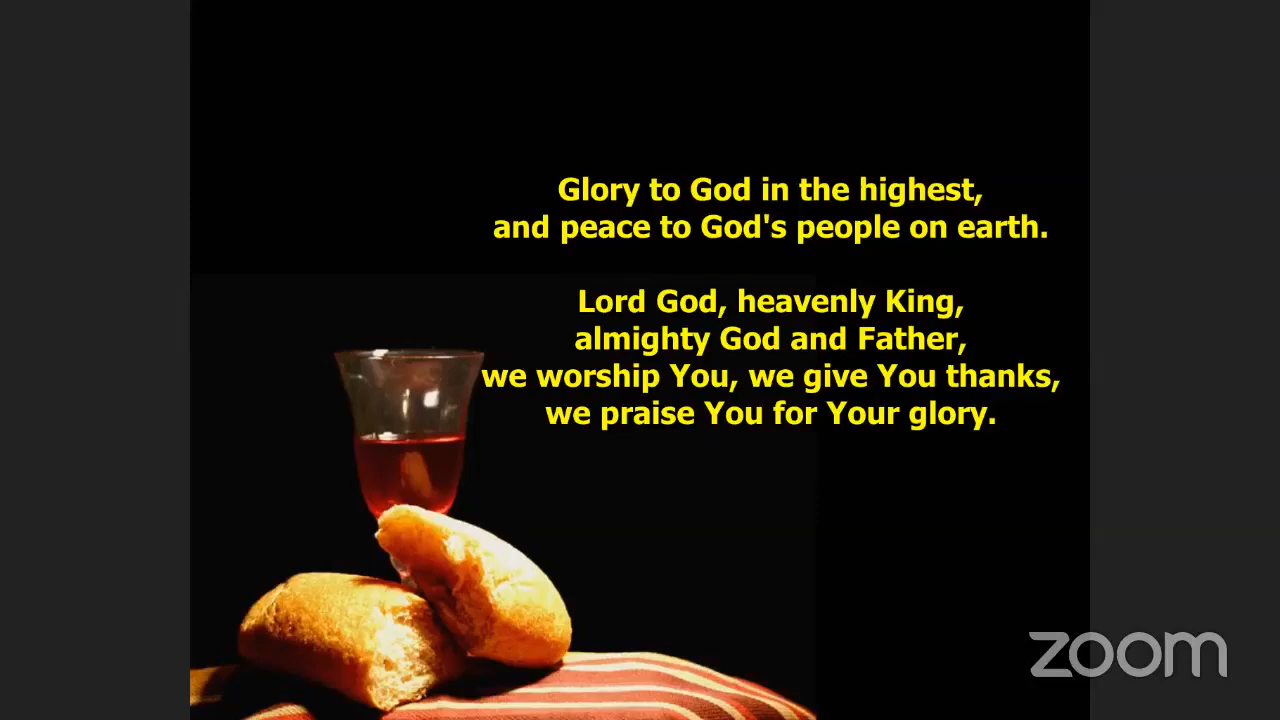 Glory to God in the highest,
and peace to God's people on earth.
Lord God, heavenly King,
almighty God and Father,
we worship You, we give You thanks,
we praise You for Your glory.
zoom